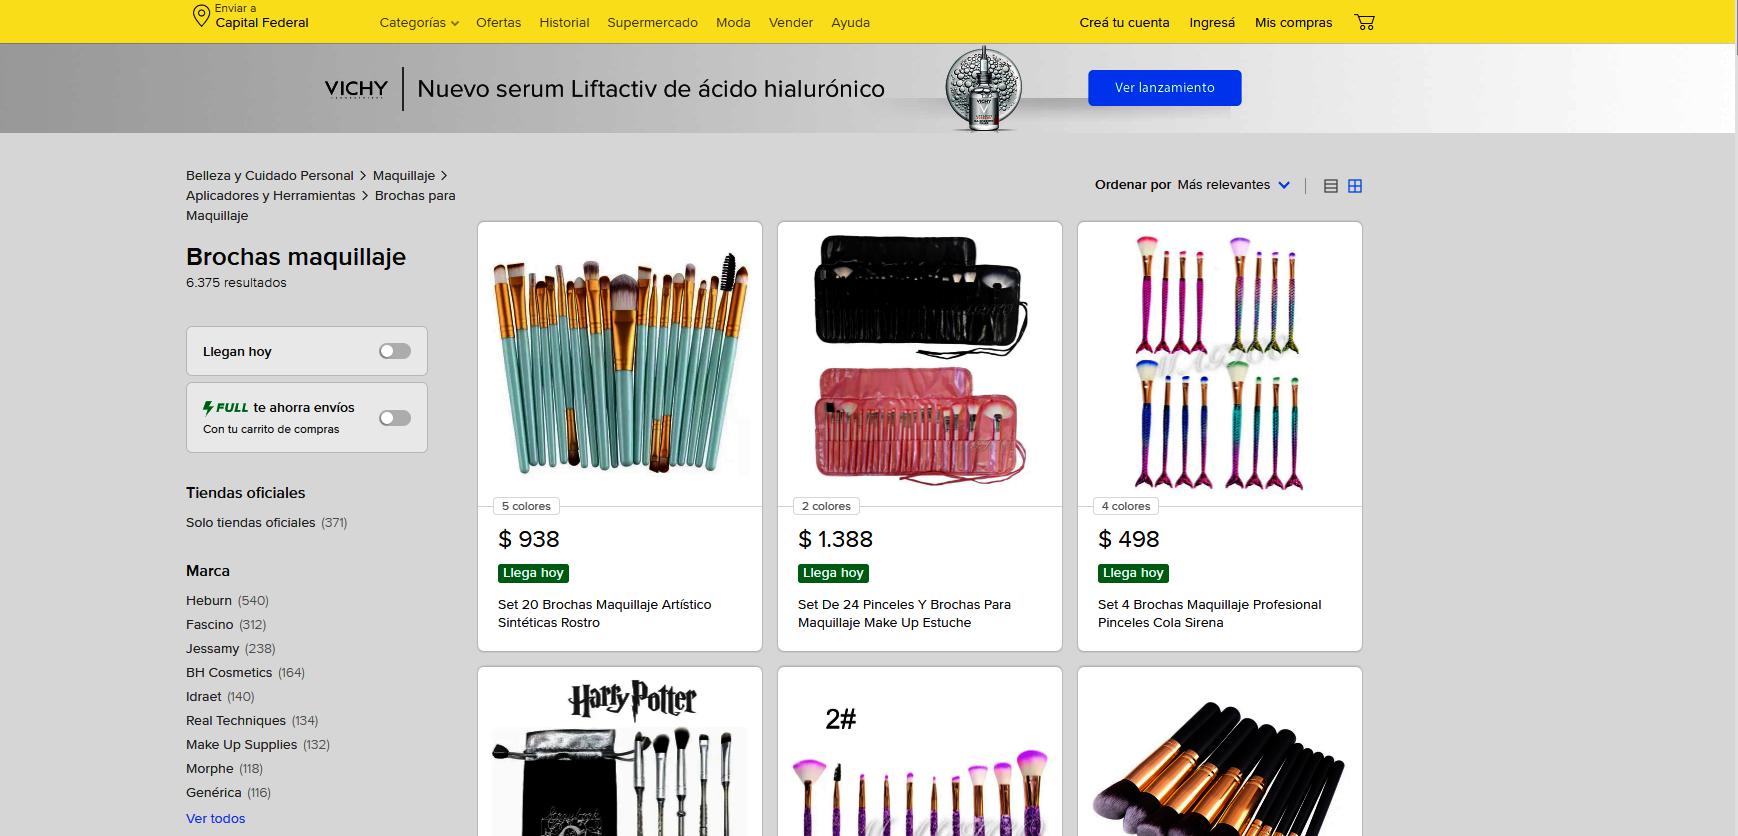 Enviar a
Capital Federal
Categorías
Ofertas
Historial
Supermercado
Moda
Vender
Ayuda
Creá tu cuenta
Ingresá
Mis compras
VICHY
LABORATOIRES
Nuevo serum Liftactiv de ácido hialurónico
VICHY
Ver lanzamiento
Belleza y Cuidado Personal > Maquillaje >
Aplicadores y Herramientas > Brochas para
Maquillaje
Ordenar por Más relevantes
Brochas maquillaje
6.375 resultados
Llegan hoy
FULL te ahorra envíos
Con tu carrito de compras
Tiendas oficiales
Solo tiendas oficiales (371)
Marca
Heburn (540)
Fascino (312)
Jessamy (238)
BH Cosmetics (164)
Idraet (140)
Real Techniques (134)
Make Up Supplies (132)
Morphe (118)
Genérica (116)
Ver todos
5 colores
$ 938
Llega hoy
Set 20 Brochas Maquillaje Artístico
Sintéticas Rostro
2 colores
$ 1.388
Llega hoy
Set De 24 Pinceles Y Brochas Para
Maquillaje Make Up Estuche
4 colores
$ 498
Llega hoy
Set 4 Brochas Maquillaje Profesional
Pinceles Cola Sirena
Harry Potter
2#